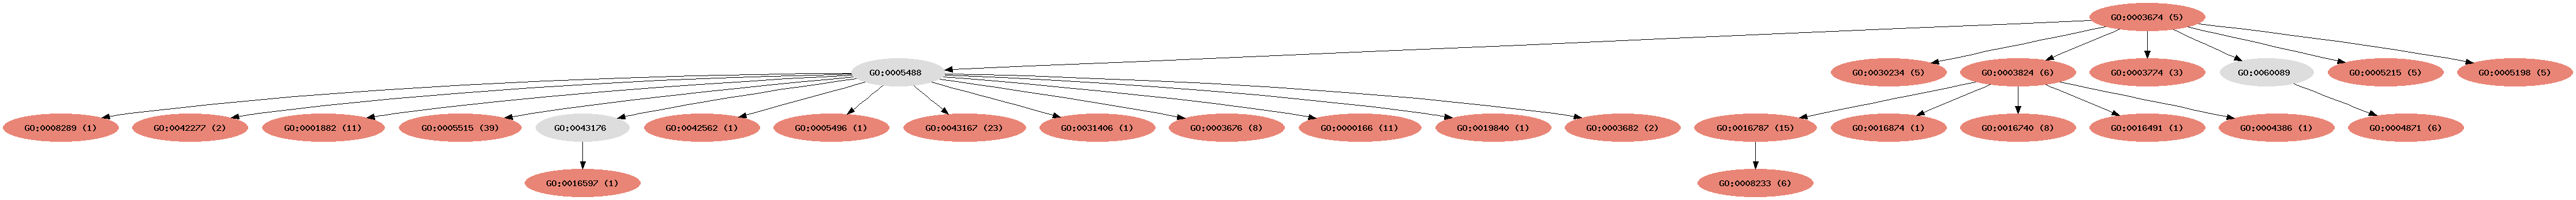 GO:0003674 (5)
GO:0005488
GO:0030234 (5)
GO:0003824 (6)
GO:0003774 (3)
GO:0060089
GO:0005215 (5)
GO:0005198 (5)
GO:0008289 (1)
GO:0042277 (2)
GO:0001882 (11)
GO:0005515 (39)
GO:0043176
GO:0042562 (1)
GO:0005496 (1)
GO:0043167 (23)
GO:0031406 (1)
GO:0003676 (8)
GO:0000166 (11)
GO:0019840 (1)
GO:0003682 (2)
GO:0016787 (15)
GO:0016874 (1)
GO:0016740 (8)
GO:0016491 (1)
GO:0004386 (1)
GO:0004871 (6)
GO:0016597 (1)
GO:0008233 (6)